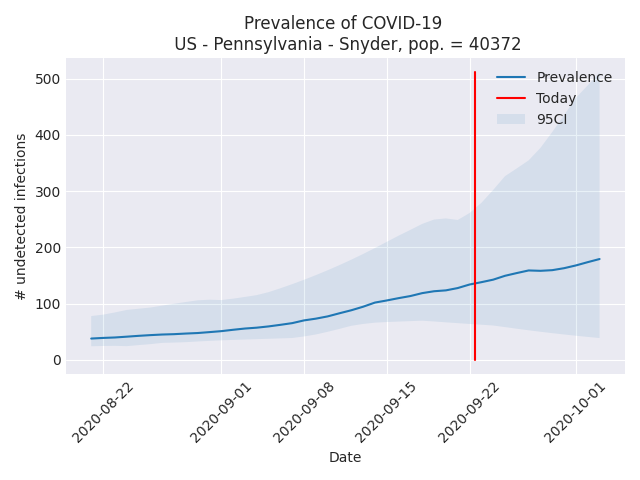 Prevalence of COVID-19
US - Pennsylvania - Snyder, pop. = 40372
500
400
300
200
100
0
# undetected infections
Prevalence
Today
95CI
2020-08-22
2020-09-01
2020-09-08
2020-09-15
2020-09-22
2020-10-01
Date